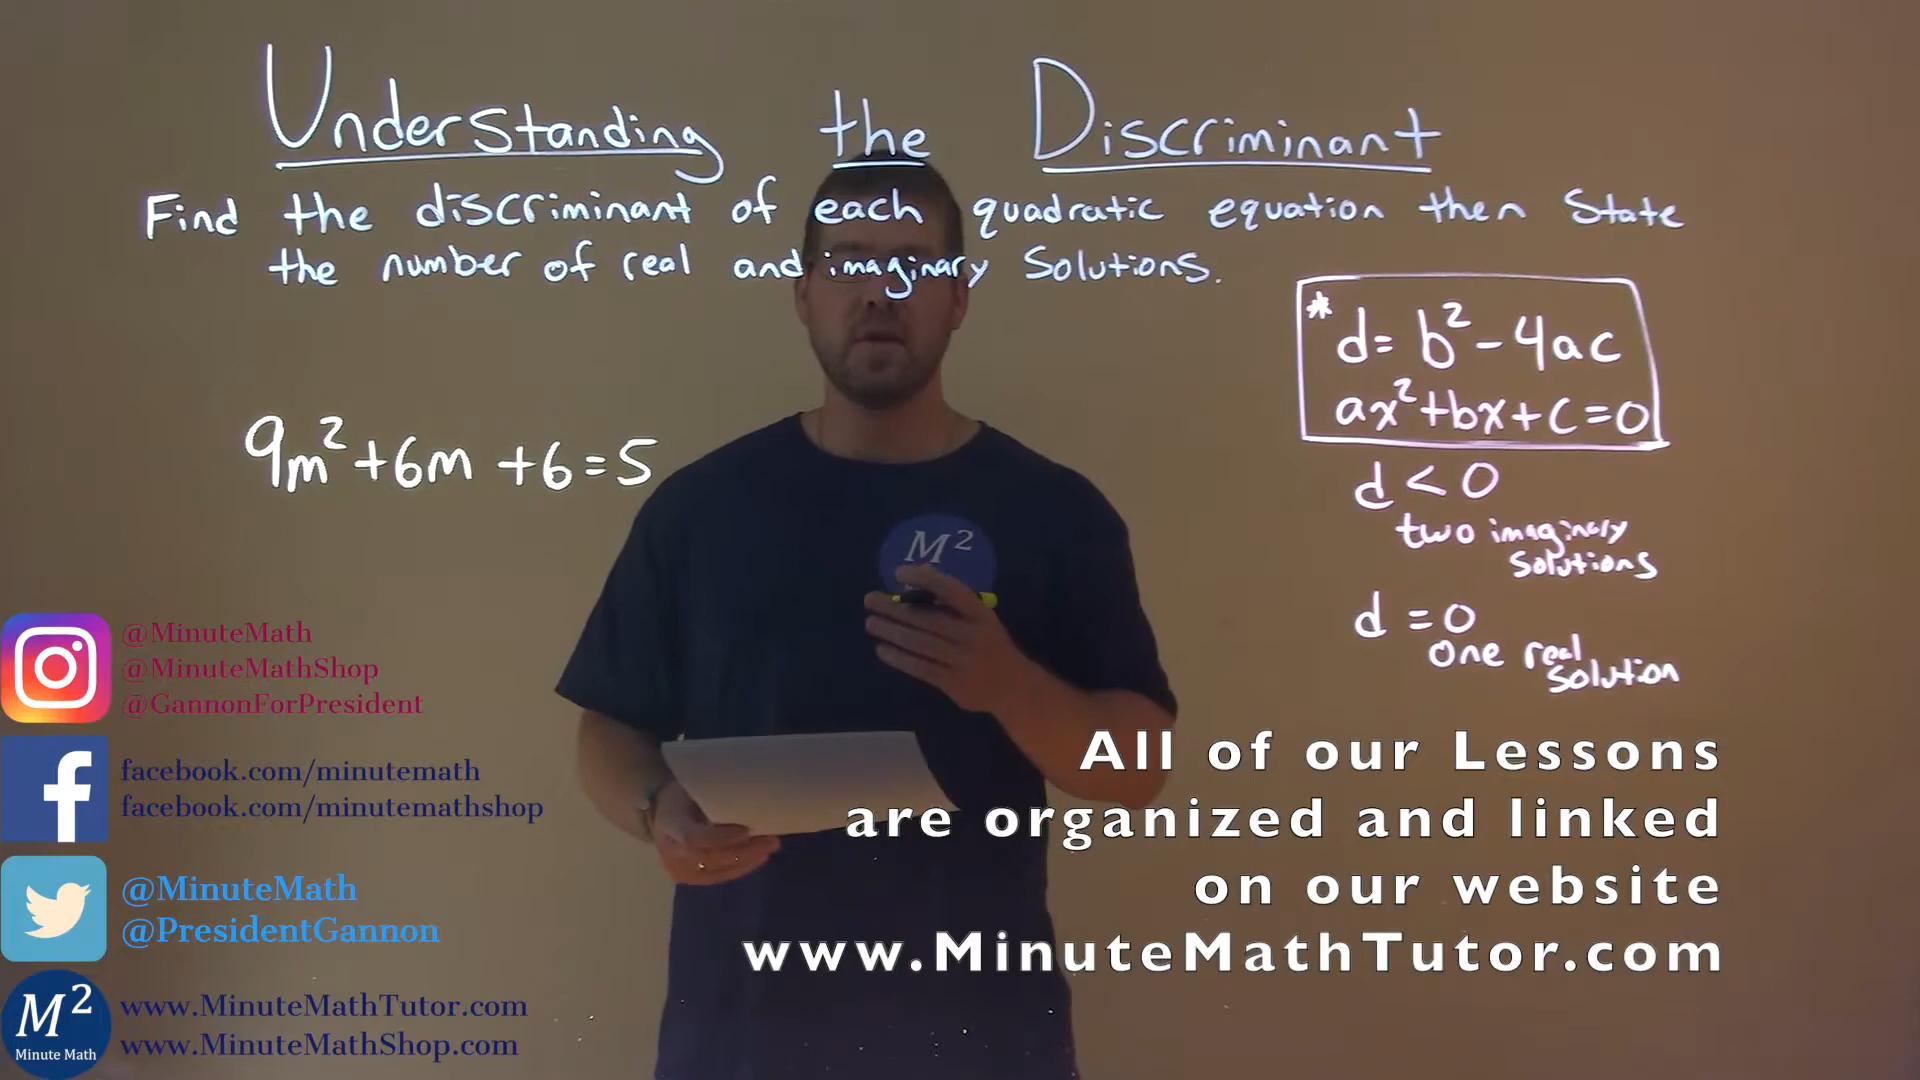 Understanding the Discriminant
Find the discriminant of each quadratic equation then State
the number of real and imaginary Solutions.
* d = b² - 4ac
ax² + bx + c = 0
9m² + 6m + 6 = 5
d < 0
two imaginary
solutions
d = 0
one real
solution
M²
@MinuteMath
@MinuteMathShop
@GannonForPresident
facebook.com/minutemath
facebook.com/minutemathshop
@MinuteMath
@PresidentGannon
M²
Minute Math
www.MinuteMathTutor.com
www.MinuteMathShop.com
All of our Lessons
are organized and linked
on our website
www.MinuteMathTutor.com